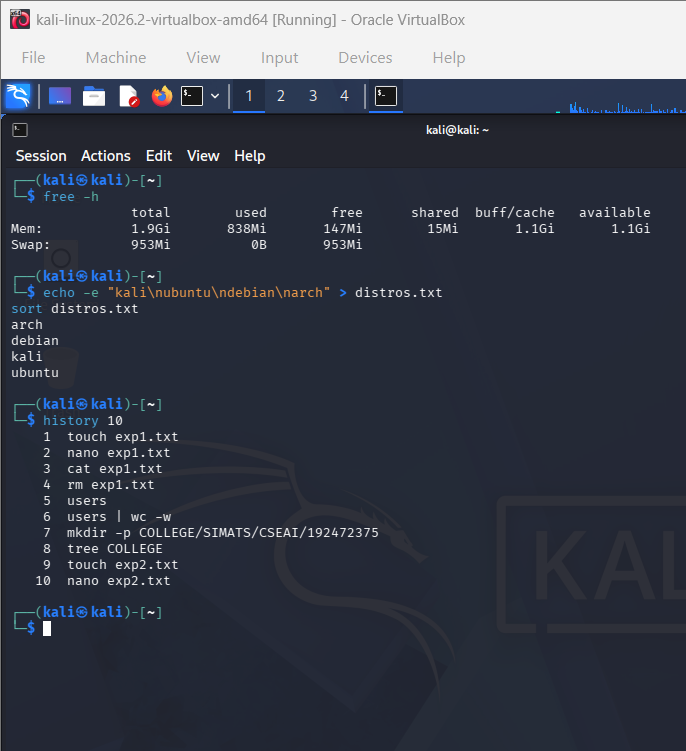 kali-linux-2026.2-virtualbox-amd64 [Running] - Oracle VirtualBox
File Machine View Input Devices Help
1 2 3 4
kali@kali: ~
Session Actions Edit View Help
┌──(kali㉿kali)-[~]
└─$ free -h
total used free shared buff/cache available
Mem: 1.9Gi 838Mi 147Mi 15Mi 1.1Gi 1.1Gi
Swap: 953Mi 0B 953Mi
┌──(kali㉿kali)-[~]
└─$ echo -e "kali\nubuntu\ndebian\narch" > distros.txt
sort distros.txt
arch
debian
kali
ubuntu
┌──(kali㉿kali)-[~]
└─$ history 10
1 touch exp1.txt
2 nano exp1.txt
3 cat exp1.txt
4 rm exp1.txt
5 users
6 users | wc -w
7 mkdir -p COLLEGE/SIMATS/CSEAI/192472375
8 tree COLLEGE
9 touch exp2.txt
10 nano exp2.txt
┌──(kali㉿kali)-[~]
└─$
KAL